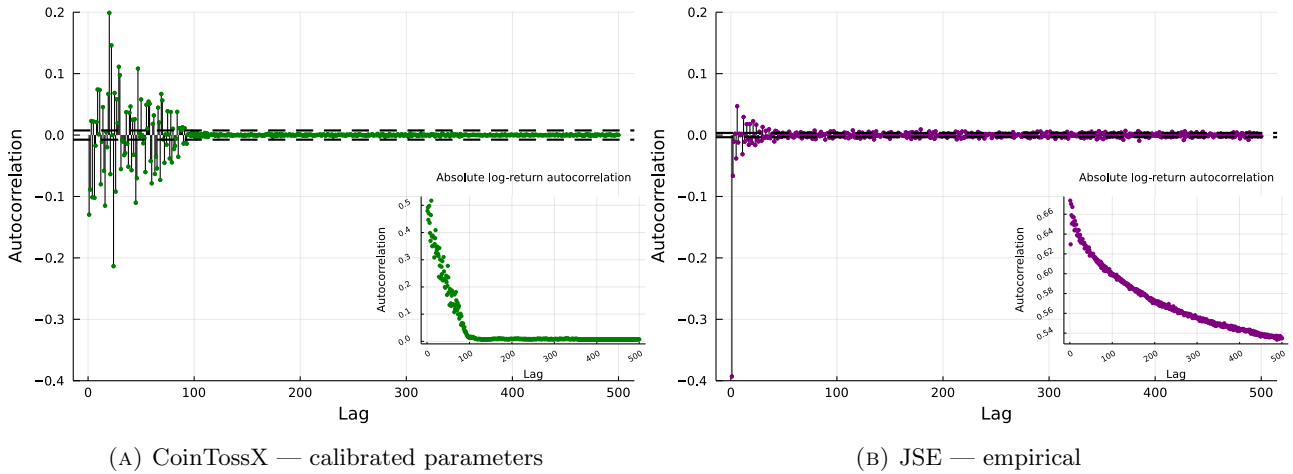 0.2
0.1
0.0
−0.1
−0.2
−0.3
−0.4
Autocorrelation
0 100 200 300 400 500
Lag
Absolute log-return autocorrelation
0.5
0.4
0.3
0.2
0.1
0.0
Autocorrelation
0 100 200 300 400 500
Lag
(A) CoinTossX — calibrated parameters
0.2
0.1
0.0
−0.1
−0.2
−0.3
−0.4
Autocorrelation
0 100 200 300 400 500
Lag
Absolute log-return autocorrelation
0.66
0.64
0.62
0.60
0.58
0.56
0.54
Autocorrelation
0 100 200 300 400 500
Lag
(B) JSE — empirical